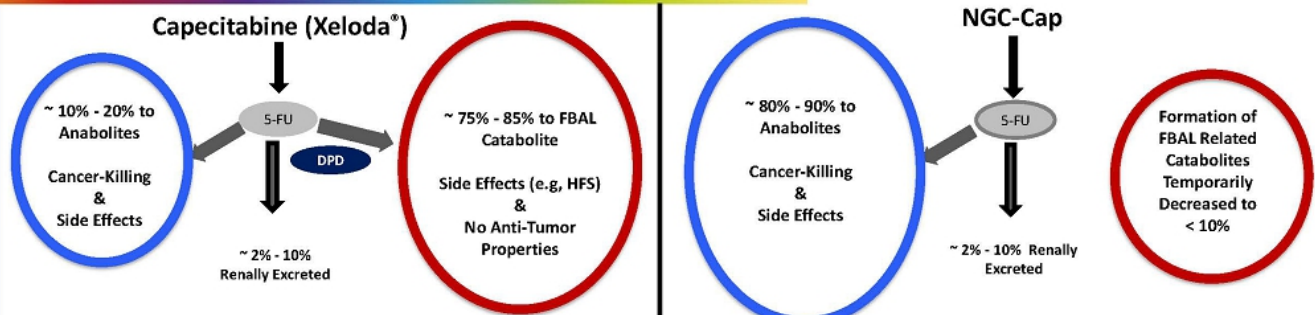 Capecitabine (Xeloda®)
5-FU
DPD
~ 10% - 20% to
Anabolites
Cancer-Killing
&
Side Effects
~ 75% - 85% to FBAL
Catabolite
Side Effects (e.g, HFS)
&
No Anti-Tumor
Properties
~ 2% - 10%
Renally Excreted
NGC-Cap
5-FU
~ 80% - 90% to
Anabolites
Cancer-Killing
&
Side Effects
~ 2% - 10% Renally
Excreted
Formation of
FBAL Related
Catabolites
Temporarily
Decreased to
< 10%